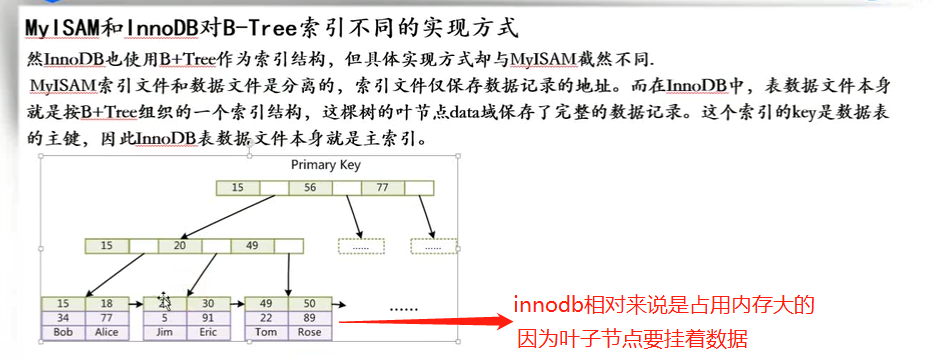 MyISAM和InnoDB对B-Tree索引不同的实现方式
然InnoDB也使用B+Tree作为索引结构，但具体实现方式却与MyISAM截然不同.
MyISAM索引文件和数据文件是分离的，索引文件仅保存数据记录的地址。而在InnoDB中，表数据文件本身
就是按B+Tree组织的一个索引结构，这棵树的叶节点data域保存了完整的数据记录。这个索引的key是数据表
的主键，因此InnoDB表数据文件本身就是主索引。
Primary Key
15 56 77
15 20 49
...... ......
15 18 30 49 50
34 77 5 91 22 89
Bob Alice Jim Eric Tom Rose
......
innodb相对来说是占用内存大的
因为叶子节点要挂着数据